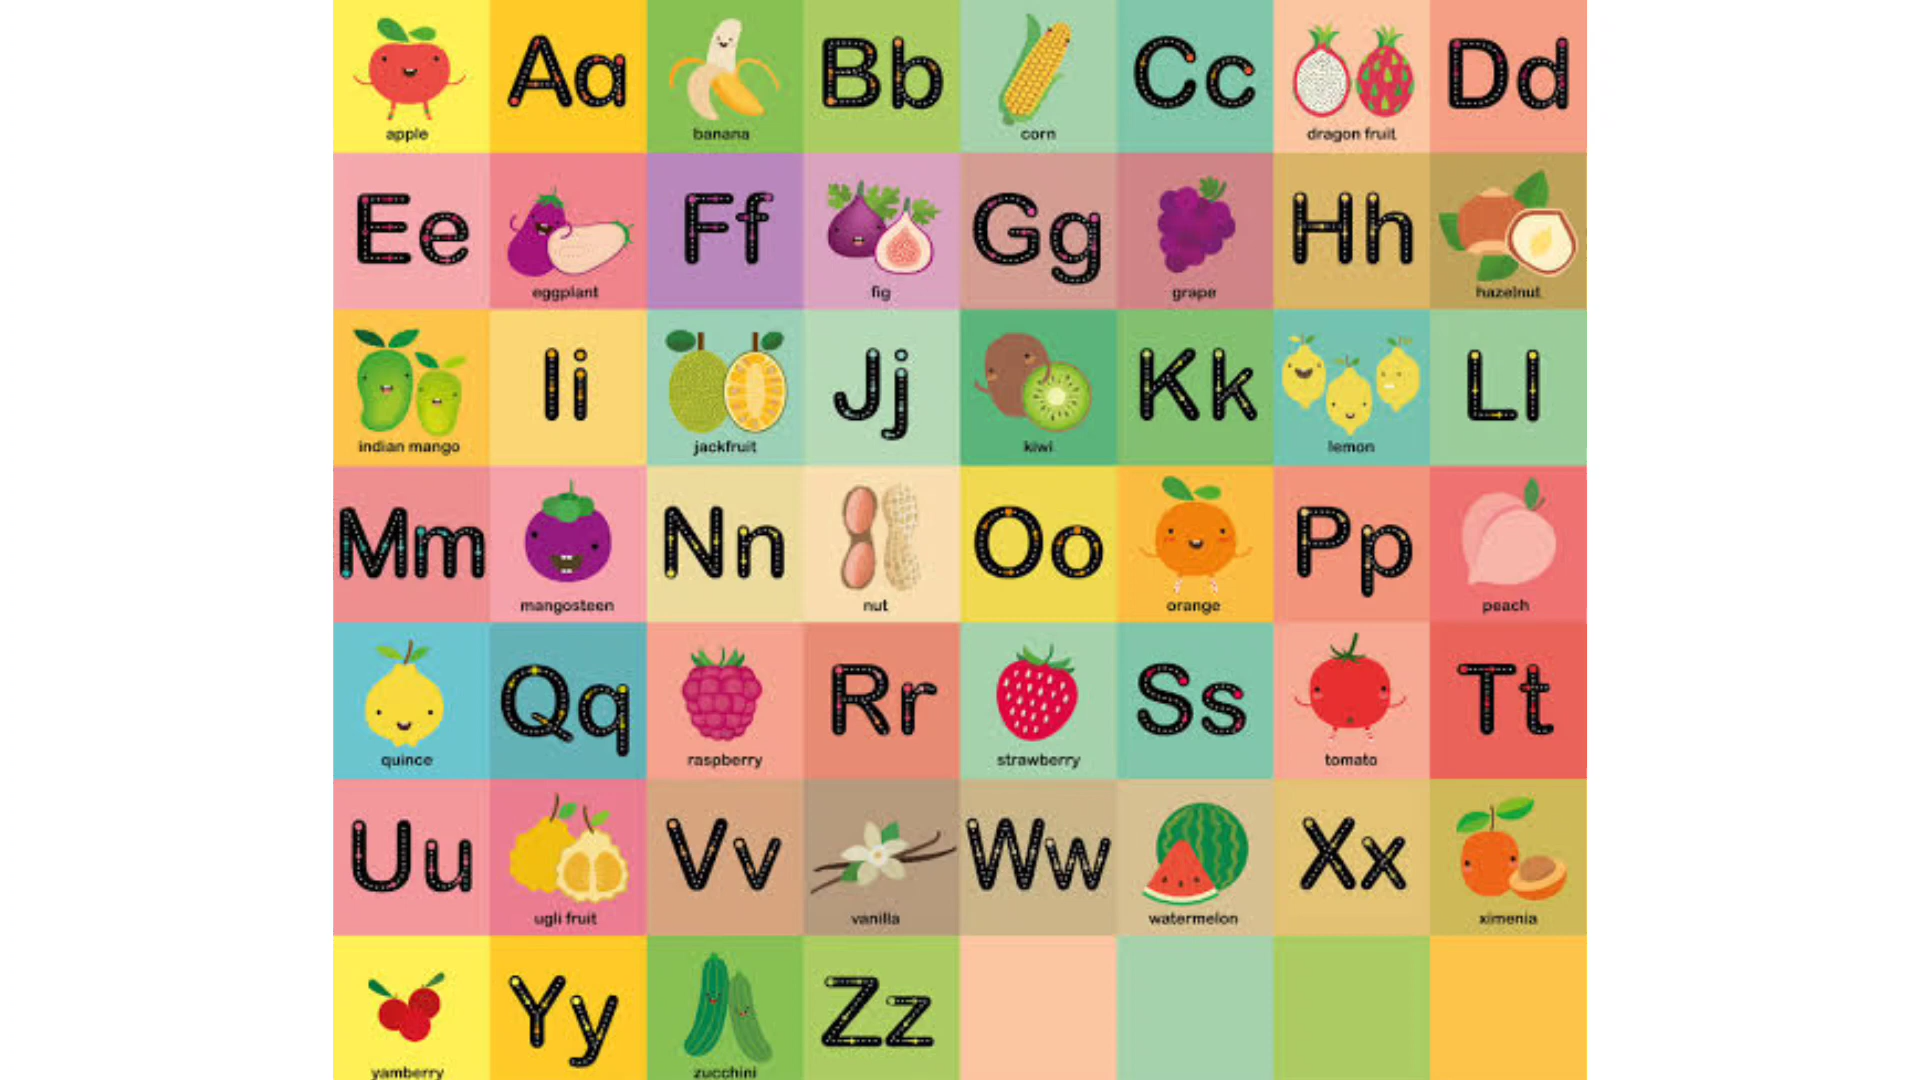 Aa Bb Cc Dd
apple banana corn dragon fruit
Ee Ff Gg Hh
eggplant fig grape hazelnut
Ii Jj Kk Ll
indian mango jackfruit kiwi lemon
Mm Nn Oo Pp
mangosteen nut orange peach
Qq Rr Ss Tt
quince raspberry strawberry tomato
Uu Vv Ww Xx
ugli fruit vanilla watermelon ximenia
Yy Zz
yamberry zucchini